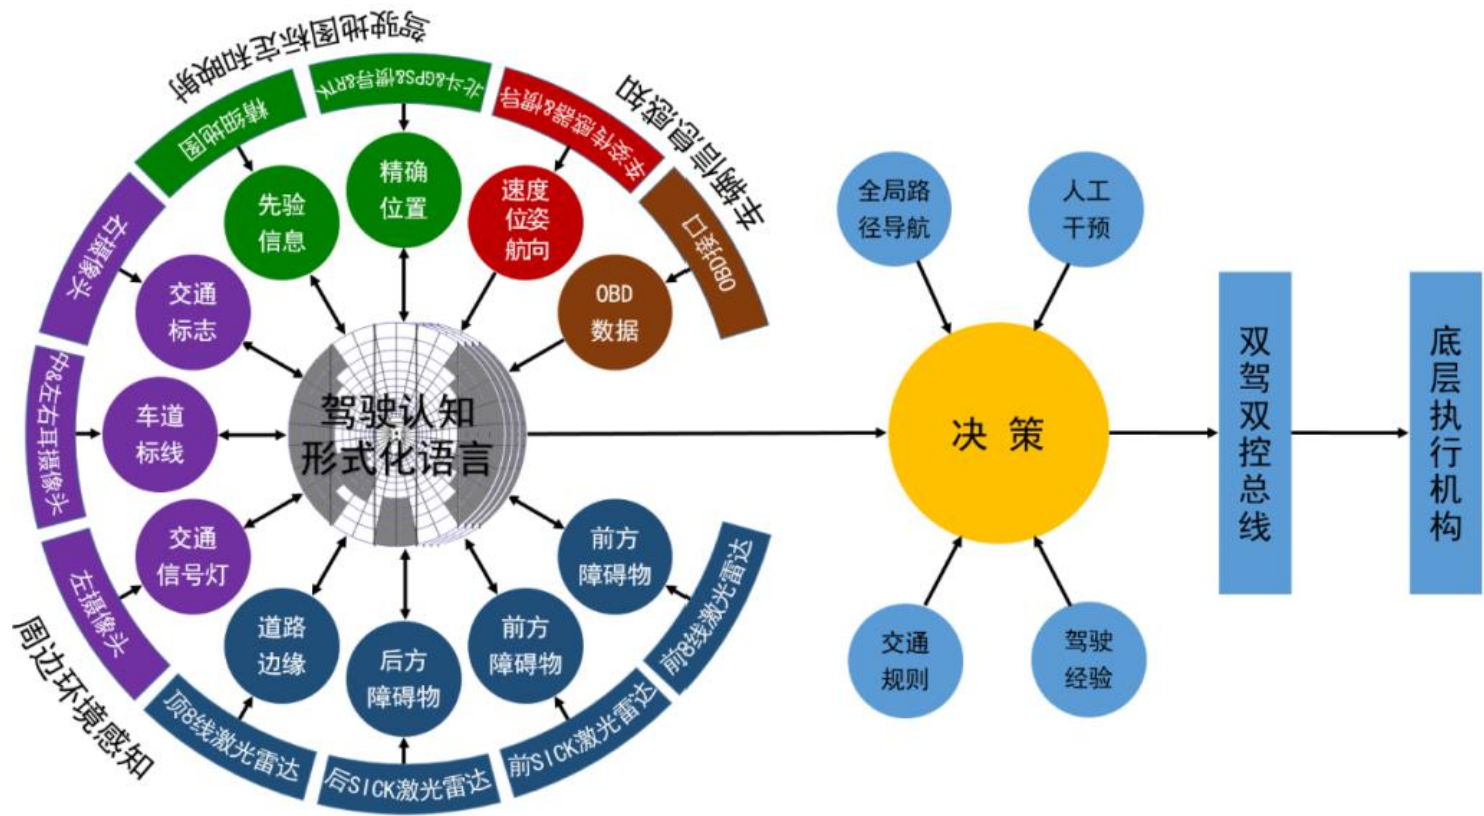 驾驶地图标定和映射
车辆信息感知
周边环境感知
精细地图
北斗&GPS&惯导&RTK
车姿传感器&惯导
OBD接口
右摄像头
中&左右耳摄像头
左摄像头
顶8线激光雷达
后SICK激光雷达
前SICK激光雷达
前8线激光雷达
先验
信息
精确
位置
速度
位姿
航向
OBD
数据
交通
标志
车道
标线
交通
信号灯
道路
边缘
后方
障碍物
前方
障碍物
前方
障碍物
驾驶认知
形式化语言
全局路
径导航
人工
干预
决 策
交通
规则
驾驶
经验
双驾双控总线
底层执行机构